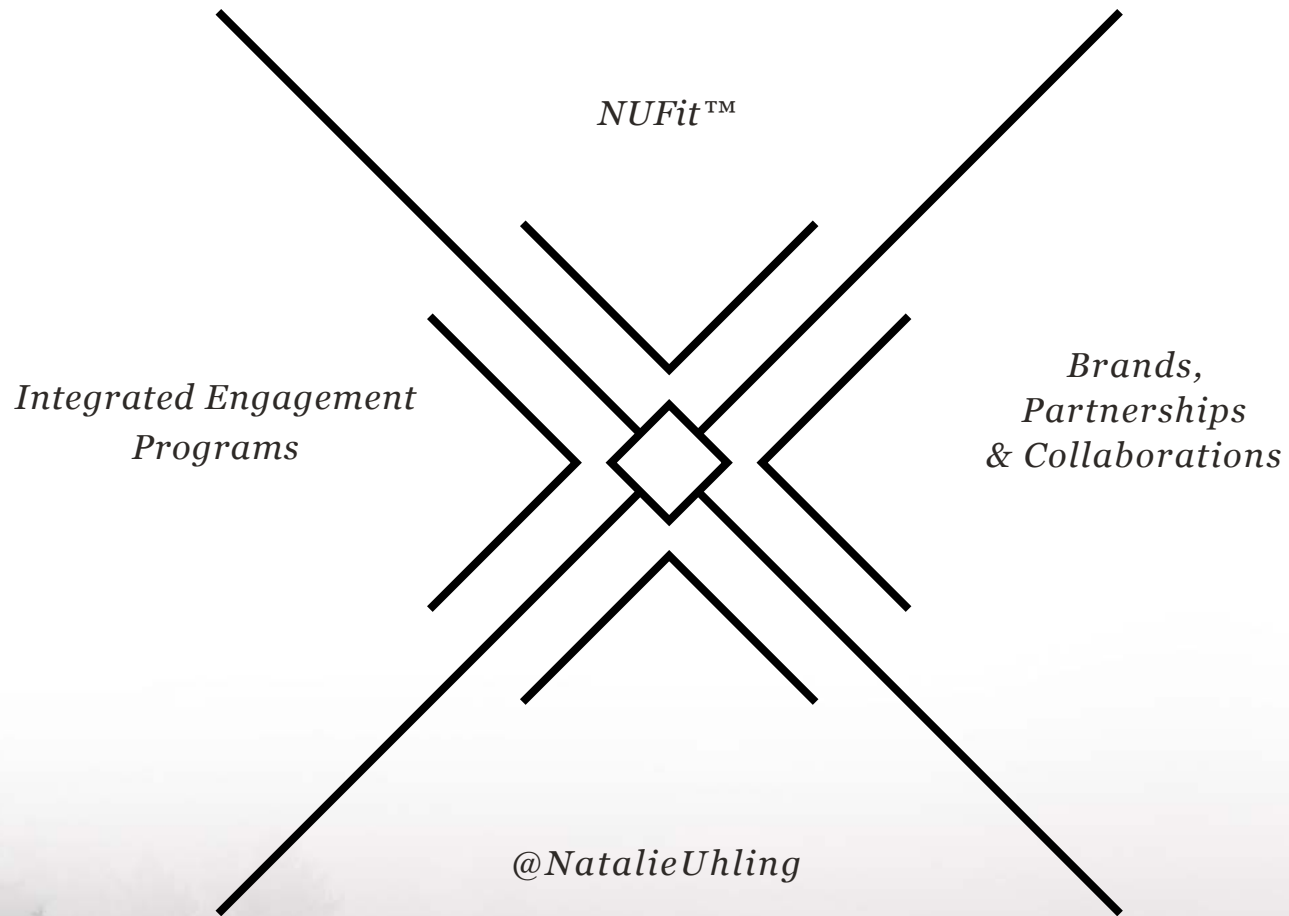 NUFit™
Integrated Engagement
Programs
Brands,
Partnerships
& Collaborations
@NatalieUhling